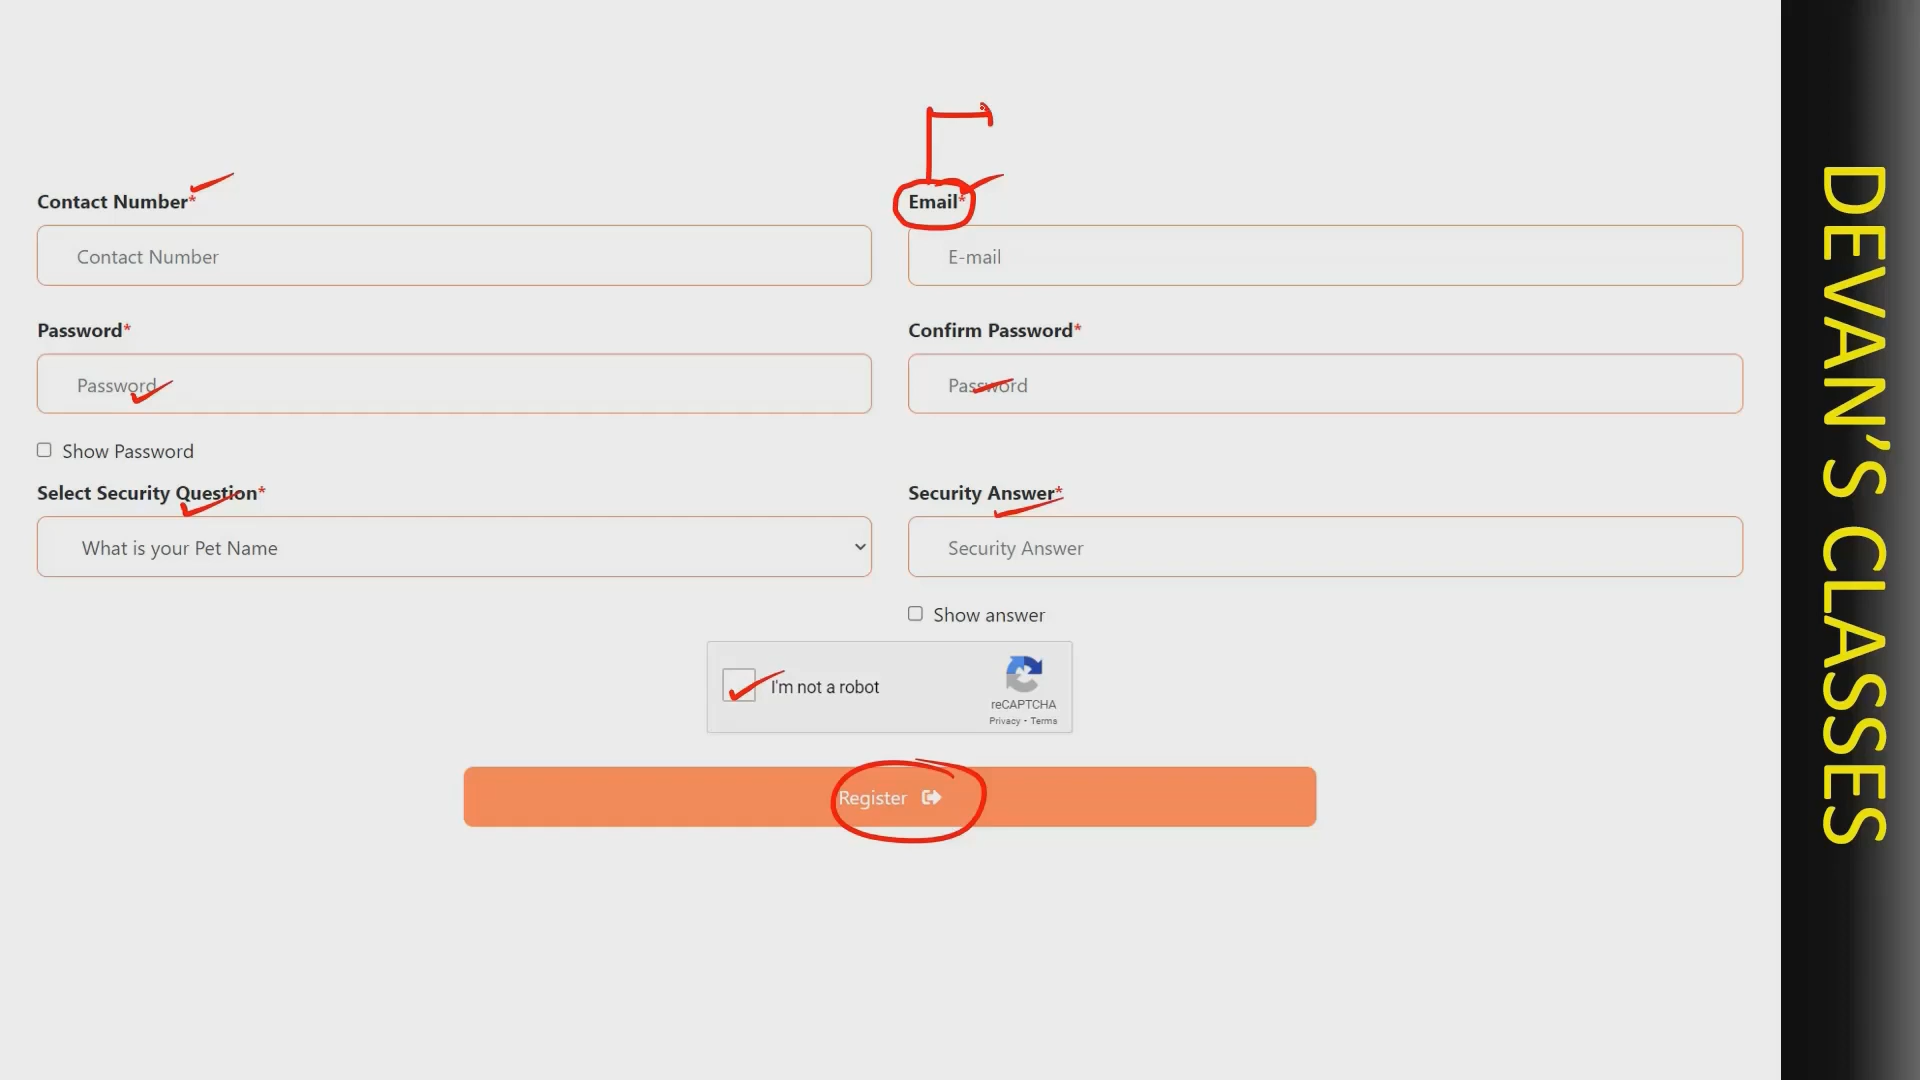 Contact Number*
Email*
Contact Number
E-mail
Password*
Confirm Password*
Password
Password
Show Password
Select Security Question*
Security Answer*
What is your Pet Name
Security Answer
Show answer
I'm not a robot
reCAPTCHA
Privacy - Terms
Register
DEVAN'S CLASSES